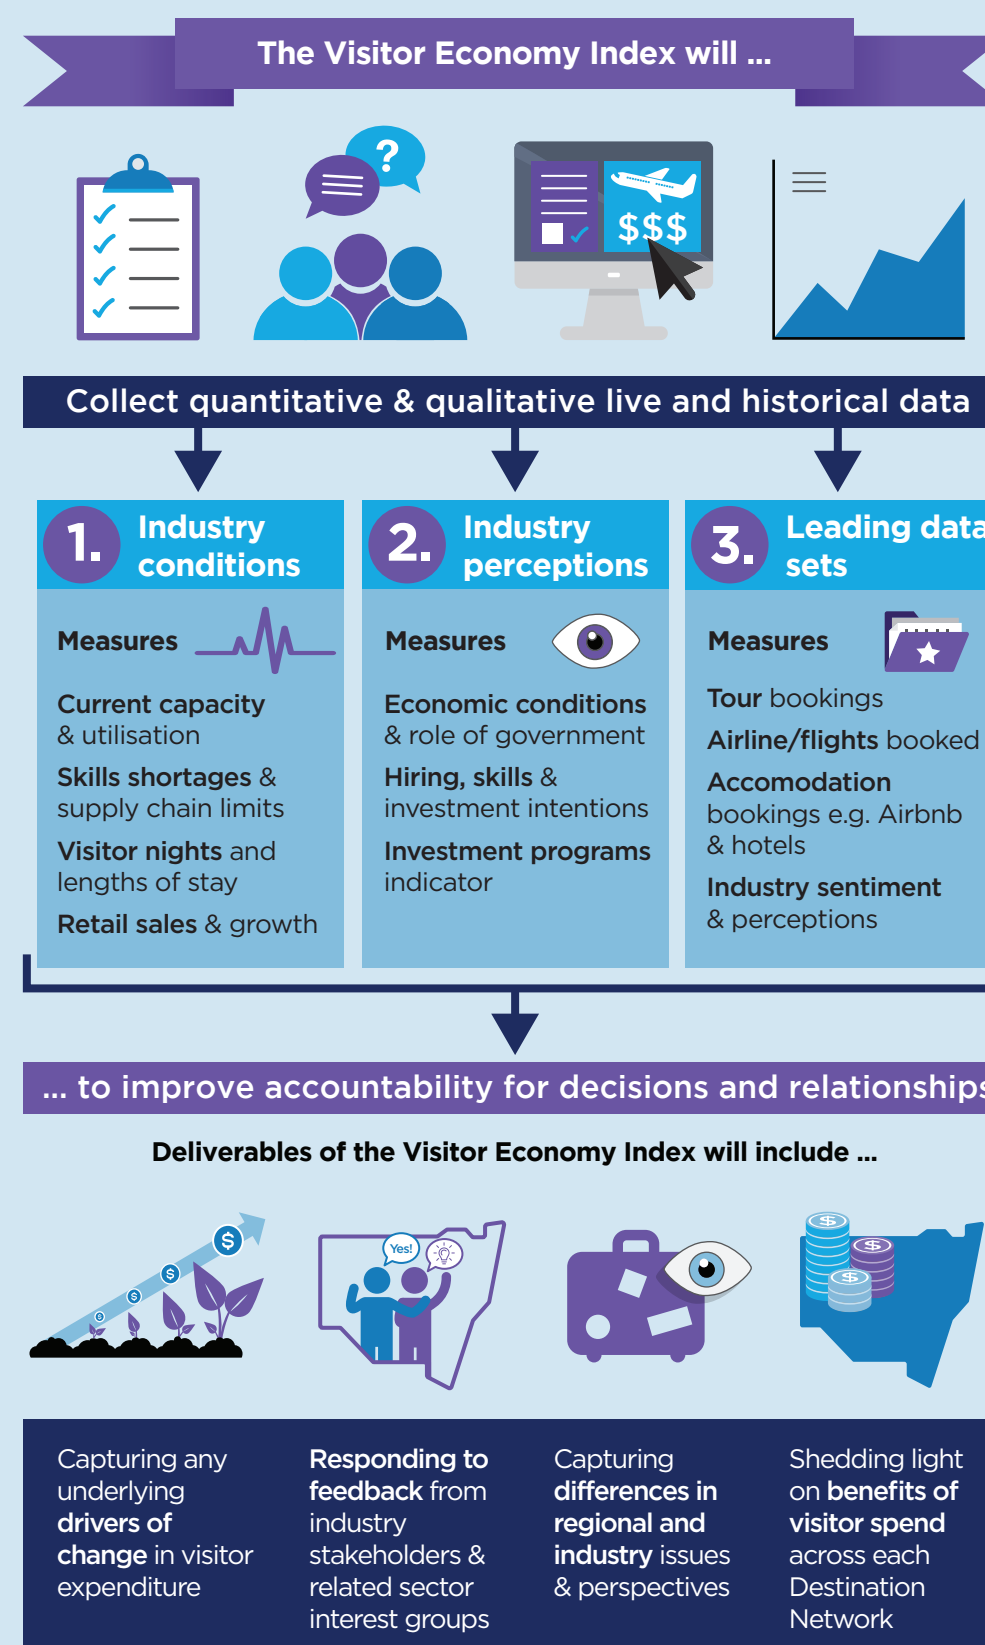 The Visitor Economy Index will ...
?
$$$
Collect quantitative & qualitative live and historical data
1. Industry
conditions
Measures
Current capacity
& utilisation
Skills shortages &
supply chain limits
Visitor nights and
lengths of stay
Retail sales & growth
2. Industry
perceptions
Measures
Economic conditions
& role of government
Hiring, skills &
investment intentions
Investment programs
indicator
3. Leading data
sets
Measures
Tour bookings
Airline/flights booked
Accomodation
bookings e.g. Airbnb
& hotels
Industry sentiment
& perceptions
... to improve accountability for decisions and relationships
Deliverables of the Visitor Economy Index will include ...
$
$
$
$
Yes!
$
$
$
Capturing any
underlying
drivers of
change in visitor
expenditure
Responding to
feedback from
industry
stakeholders &
related sector
interest groups
Capturing
differences in
regional and
industry issues
& perspectives
Shedding light
on benefits of
visitor spend
across each
Destination
Network